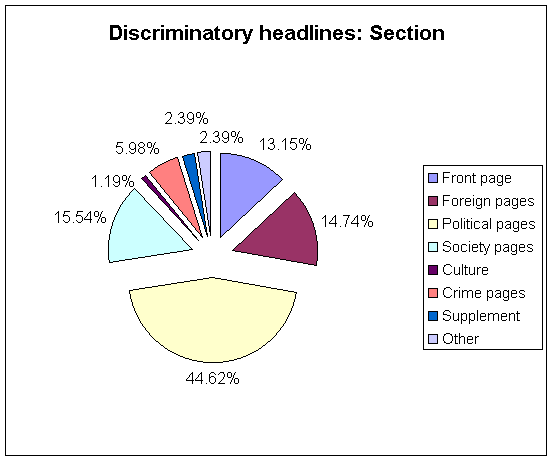 Discriminatory headlines: Section
2.39%
2.39%
13.15%
5.98%
1.19%
15.54%
14.74%
44.62%
Front page
Foreign pages
Political pages
Society pages
Culture
Crime pages
Supplement
Other